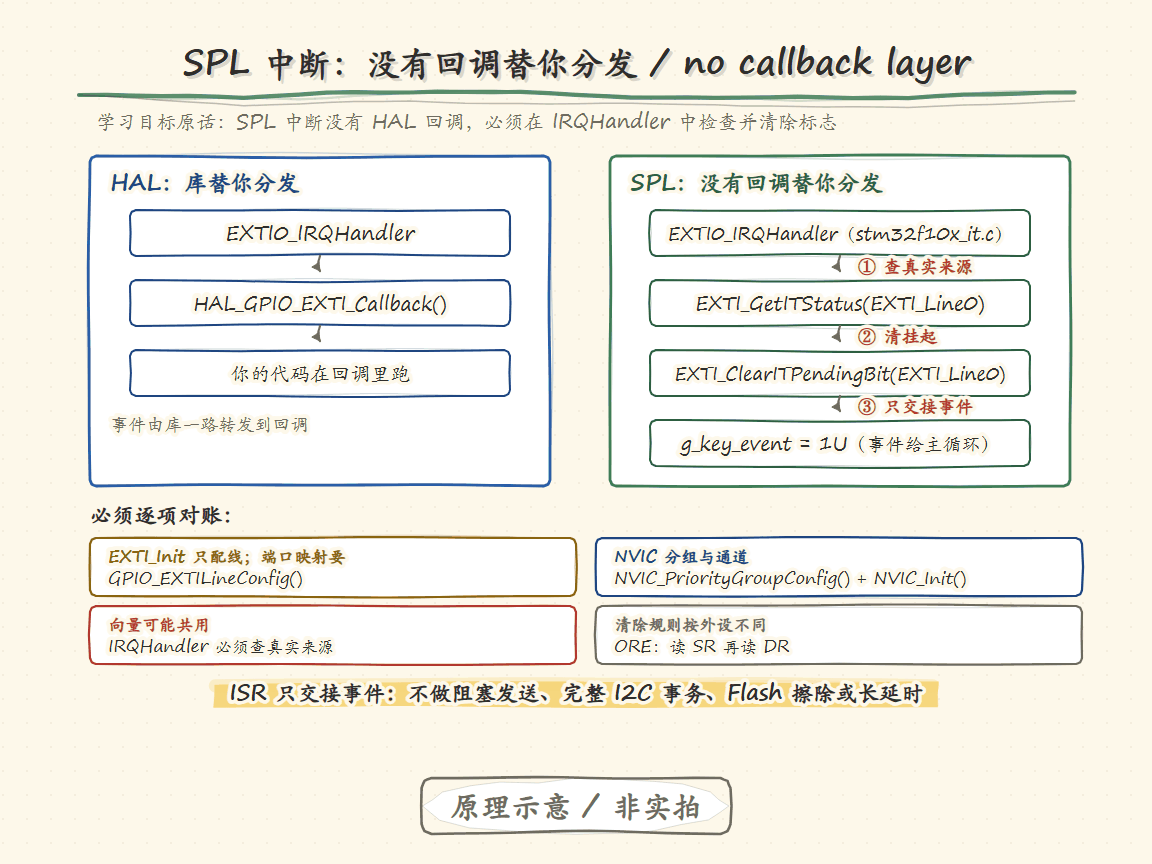 SPL 中断：没有回调替你分发 / no callback layer
学习目标原话：SPL 中断没有 HAL 回调，必须在 IRQHandler 中检查并清除标志
HAL：库替你分发
EXTI0_IRQHandler
HAL_GPIO_EXTI_Callback()
你的代码在回调里跑
事件由库一路转发到回调
SPL：没有回调替你分发
EXTI0_IRQHandler（stm32f10x_it.c）
① 查真实来源
EXTI_GetITStatus(EXTI_Line0)
② 清挂起
EXTI_ClearITPendingBit(EXTI_Line0)
③ 只交接事件
g_key_event = 1U（事件给主循环）
必须逐项对账：
EXTI_Init 只配线；端口映射要
GPIO_EXTILineConfig()
NVIC 分组与通道
NVIC_PriorityGroupConfig() + NVIC_Init()
向量可能共用
IRQHandler 必须查真实来源
清除规则按外设不同
ORE：读 SR 再读 DR
ISR 只交接事件：不做阻塞发送、完整 I2C 事务、Flash 擦除或长延时
原理示意 / 非实拍